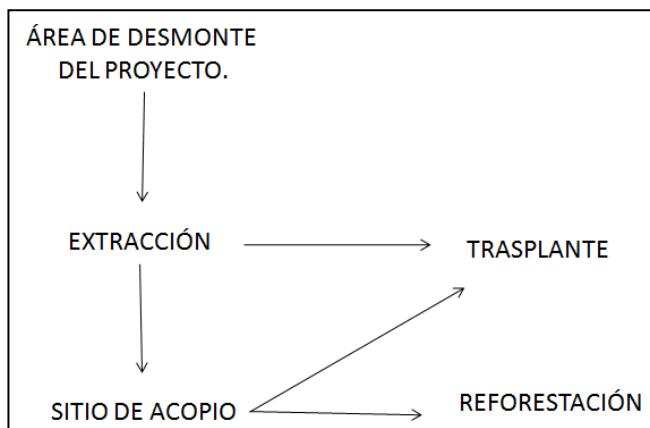 ÁREA DE DESMONTE
DEL PROYECTO.
EXTRACCIÓN
TRASPLANTE
SITIO DE ACOPIO
REFORESTACIÓN